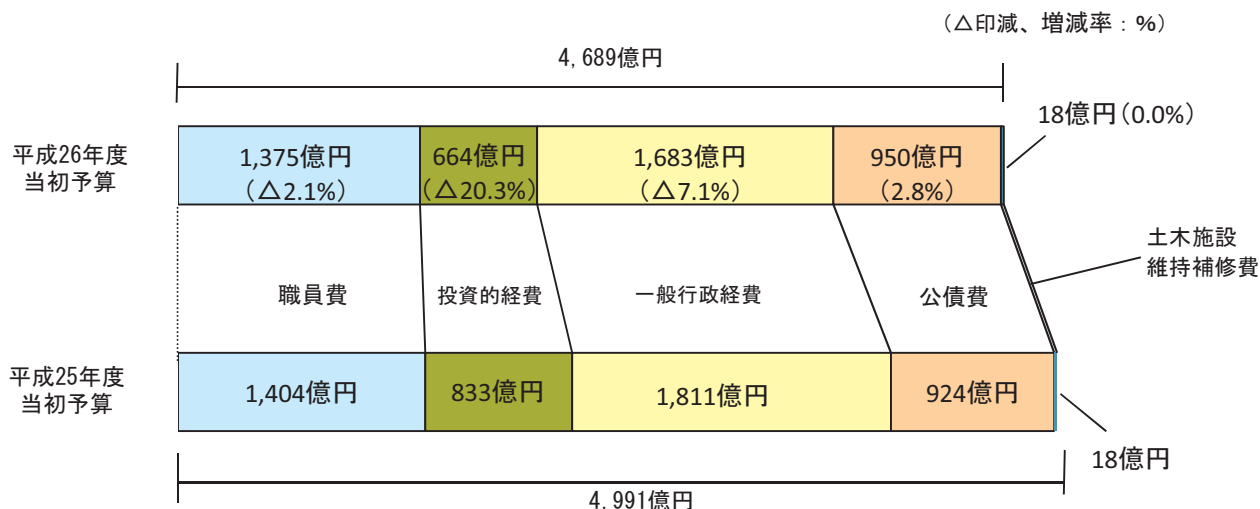 （△印減、増減率：%）
4,689億円
18億円（0.0%）
平成26年度
当初予算
1,375億円
（△2.1%）
664億円
（△20.3%）
1,683億円
（△7.1%）
950億円
（2.8%）
土木施設
維持補修費
職員費
投資的経費
一般行政経費
公債費
平成25年度
当初予算
1,404億円
833億円
1,811億円
924億円
18億円
4,991億円